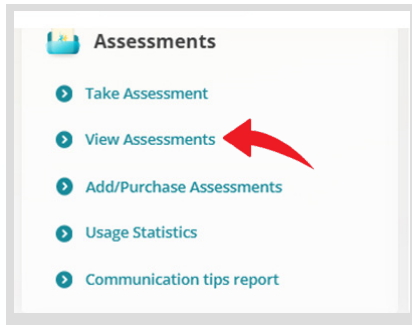 Assessments
Take Assessment
View Assessments
Add/Purchase Assessments
Usage Statistics
Communication tips report